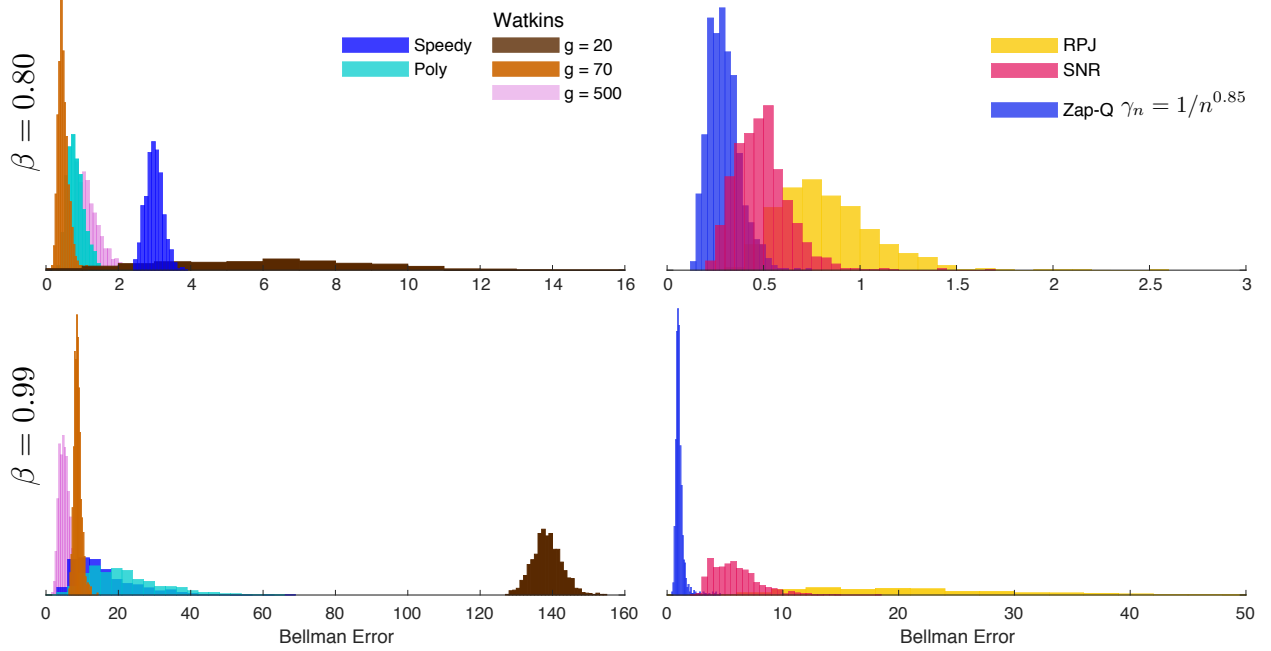 Watkins
Speedy
g = 20
Poly
g = 70
g = 500
RPJ
SNR
Zap-Q γₙ = 1/n^0.85
β = 0.80
0 2 4 6 8 10 12 14 16
0 0.5 1 1.5 2 2.5 3
β = 0.99
0 20 40 60 80 100 120 140 160
0 10 20 30 40 50
Bellman Error
Bellman Error